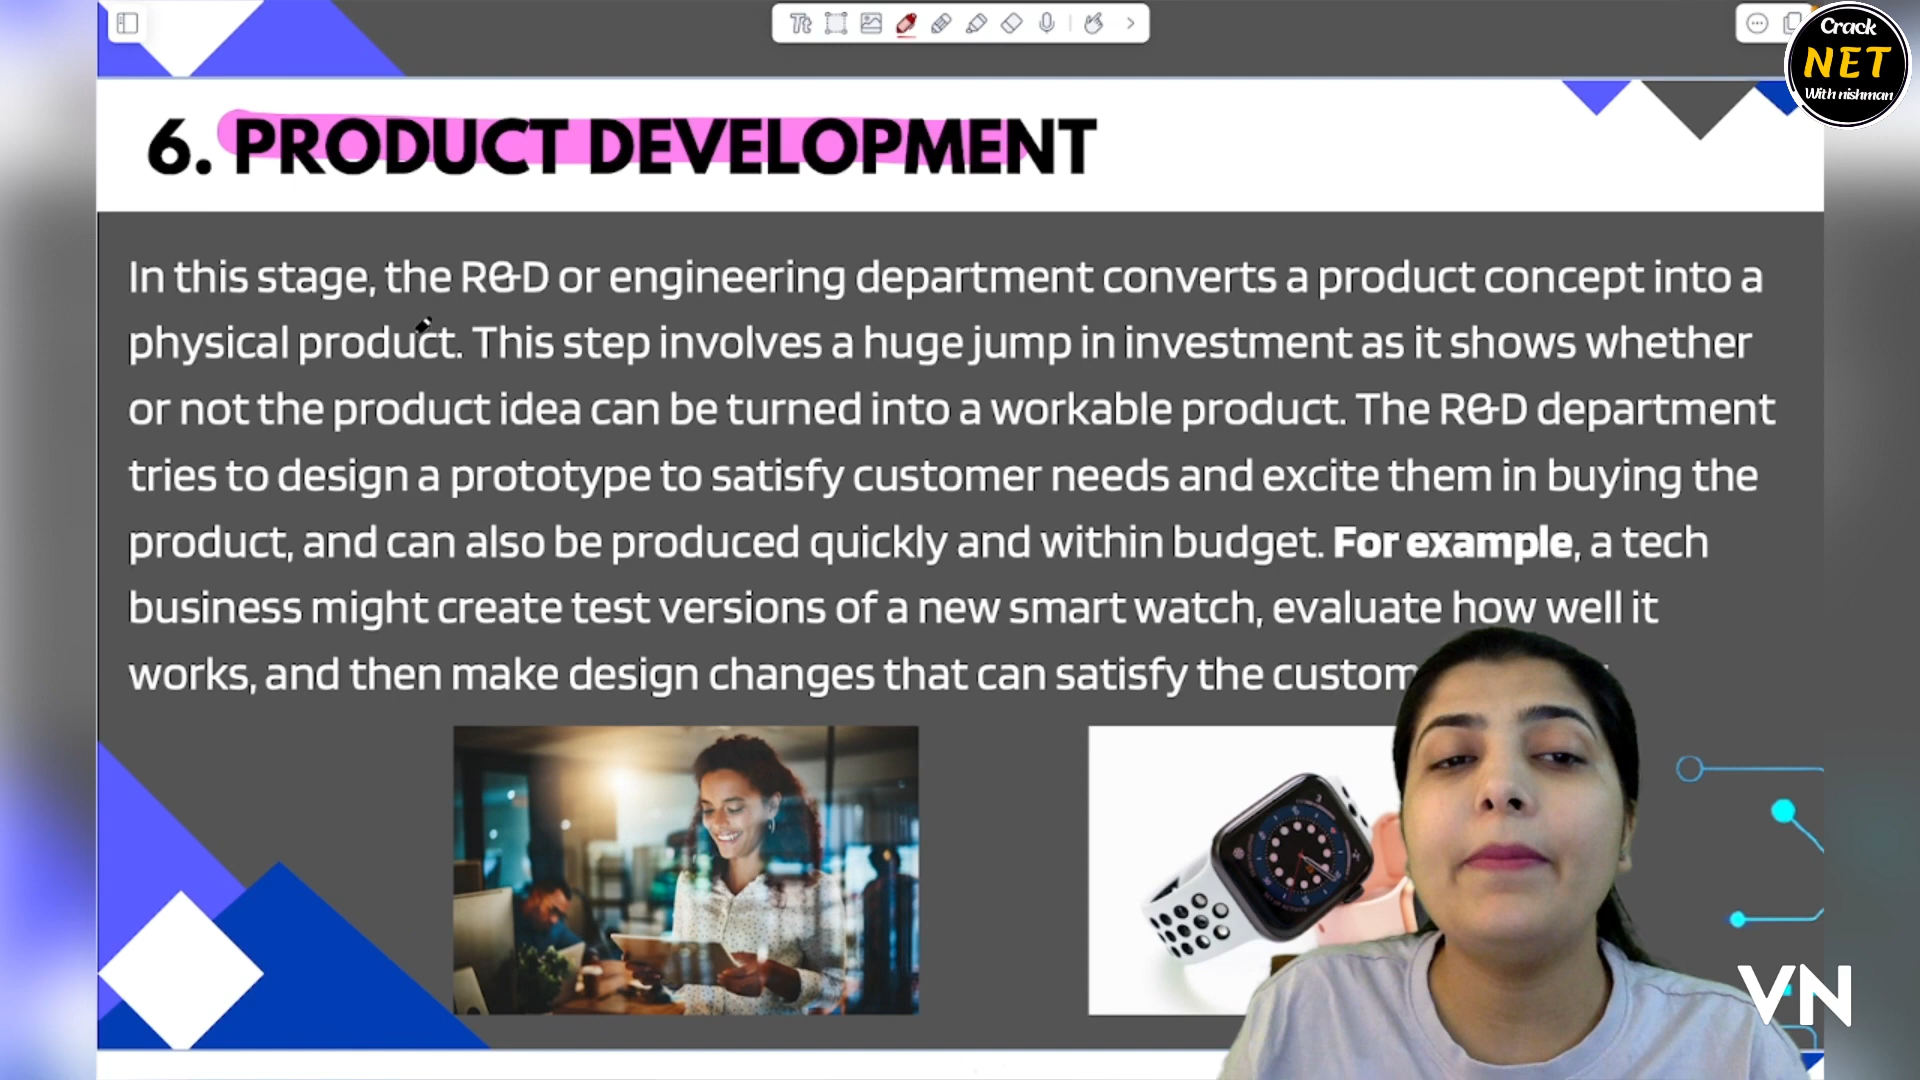 Tt
Crack
NET
With nishman
6. PRODUCT DEVELOPMENT
In this stage, the R&D or engineering department converts a product concept into a
physical product. This step involves a huge jump in investment as it shows whether
or not the product idea can be turned into a workable product. The R&D department
tries to design a prototype to satisfy customer needs and excite them in buying the
product, and can also be produced quickly and within budget. For example, a tech
business might create test versions of a new smart watch, evaluate how well it
works, and then make design changes that can satisfy the custom
VN